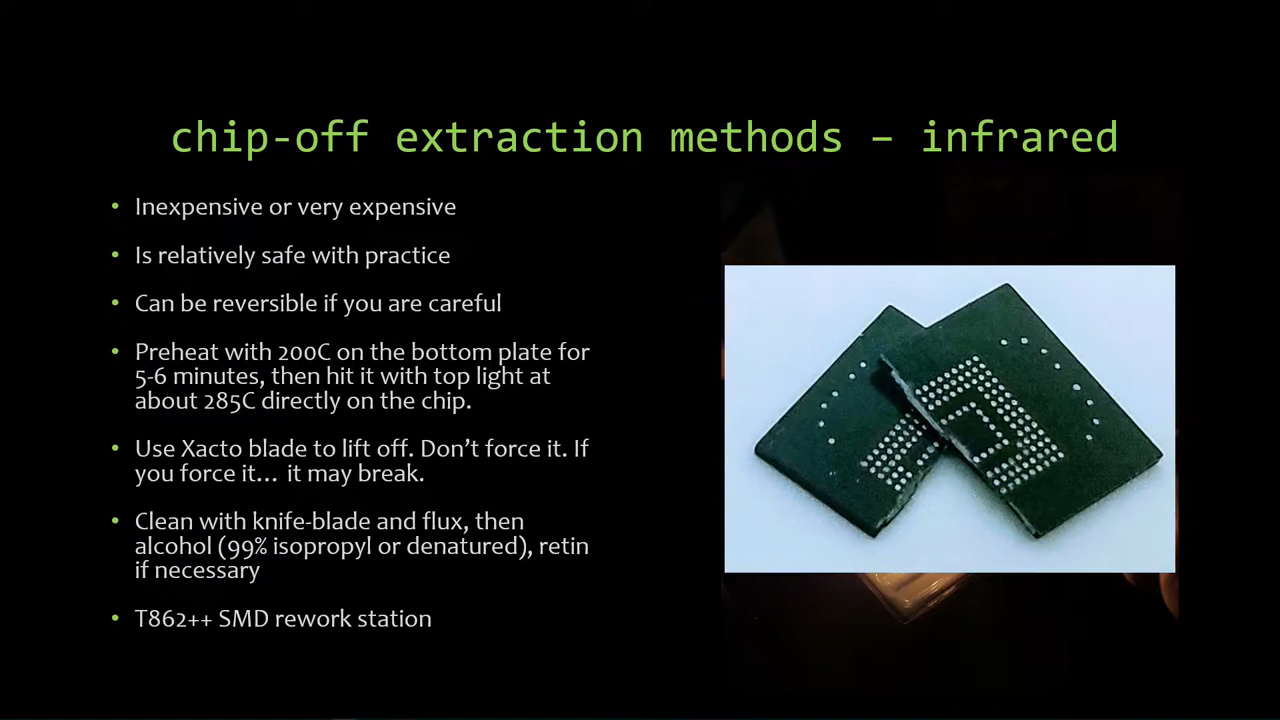 chip-off extraction methods – infrared
• Inexpensive or very expensive
• Is relatively safe with practice
• Can be reversible if you are careful
• Preheat with 200C on the bottom plate for
5-6 minutes, then hit it with top light at
about 285C directly on the chip.
• Use Xacto blade to lift off. Don’t force it. If
you force it… it may break.
• Clean with knife-blade and flux, then
alcohol (99% isopropyl or denatured), retin
if necessary
• T862++ SMD rework station